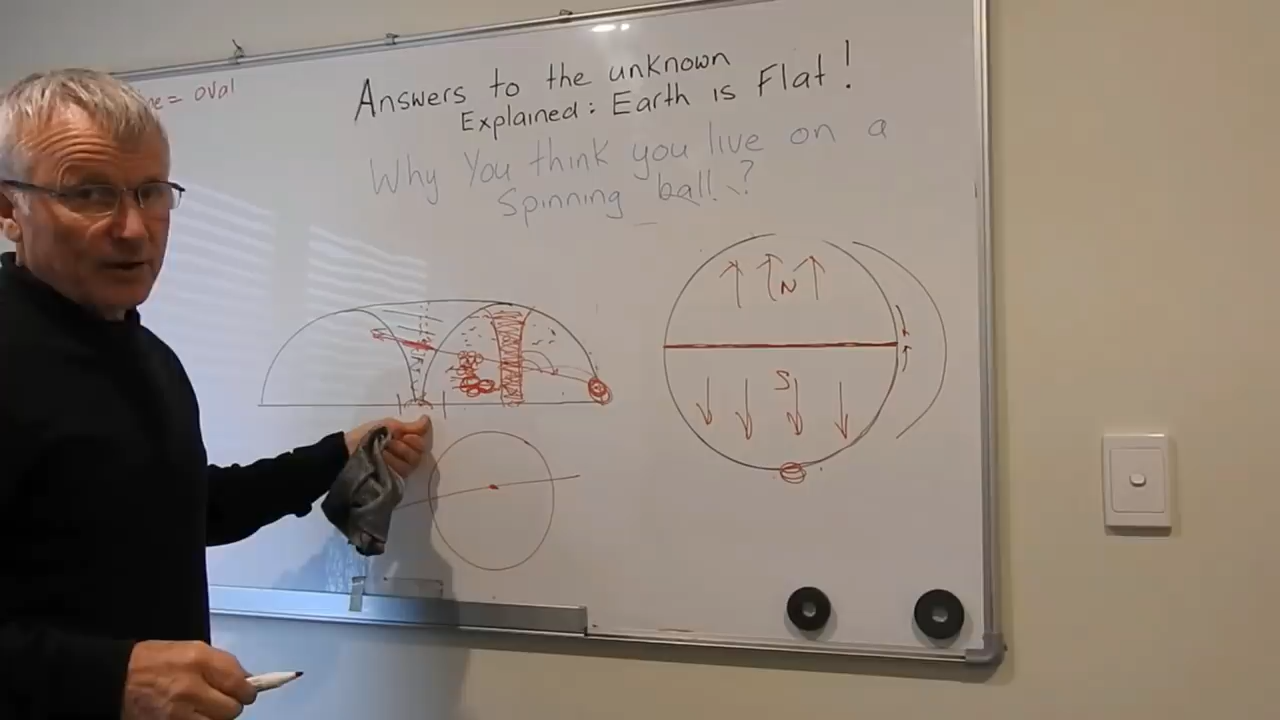 = oval
Answers to the unknown
Explained: Earth is Flat!
Why You think you live on a
Spinning ball.?
N
S